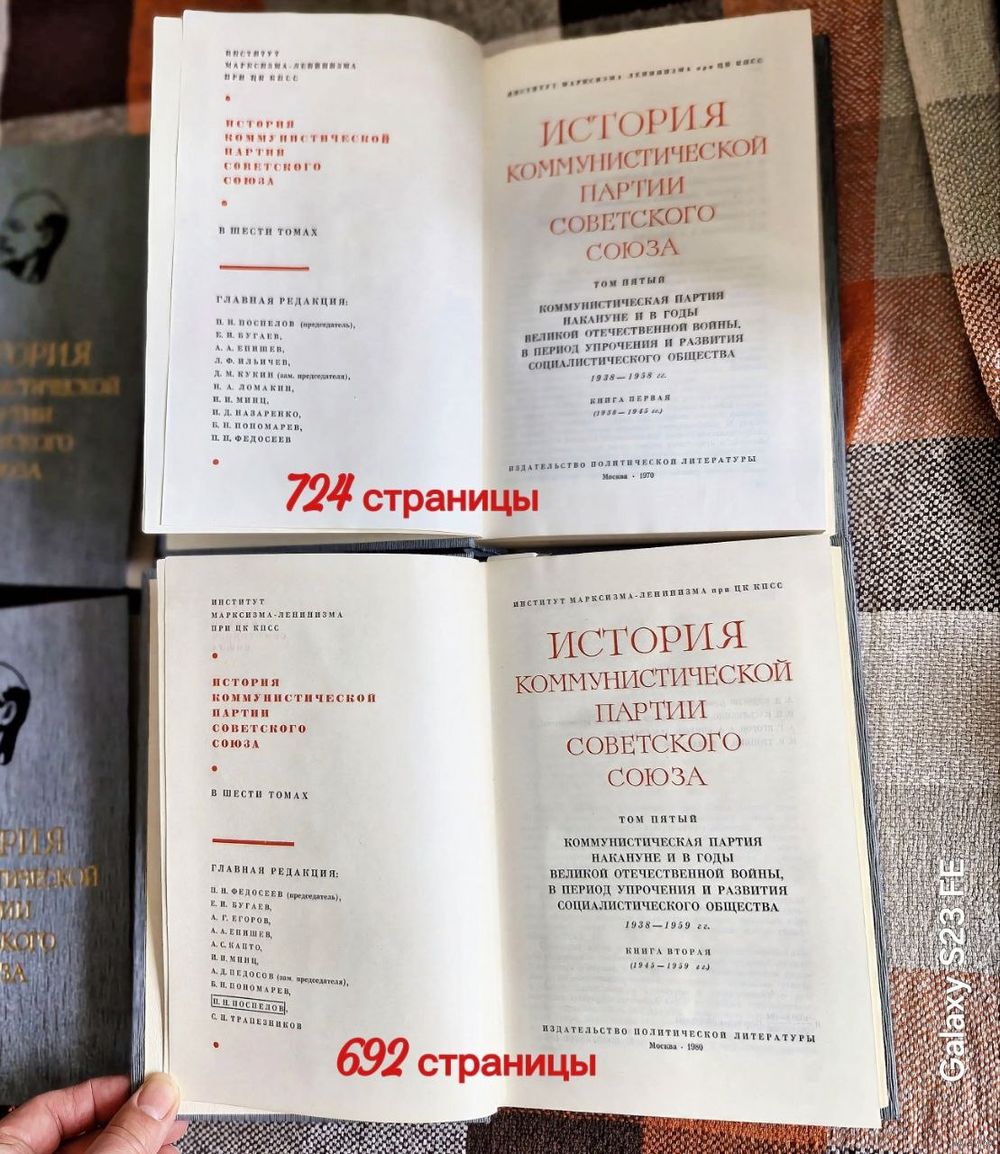 ИНСТИТУТ
МАРКСИЗМА-ЛЕНИНИЗМА
ПРИ ЦК КПСС
ИСТОРИЯ
КОММУНИСТИЧЕСКОЙ
ПАРТИИ
СОВЕТСКОГО
СОЮЗА
В ШЕСТИ ТОМАХ
ГЛАВНАЯ РЕДАКЦИЯ:
П. Н. ПОСПЕЛОВ (председатель),
Е. И. БУГАЕВ,
А. А. ЕПИШЕВ,
Л. Ф. ИЛЬИЧЕВ,
Д. М. КУКИН (зам. председателя),
Н. А. ЛОМАКИН,
И. И. МИНЦ,
И. Д. НАЗАРЕНКО,
Б. Н. ПОНОМАРЕВ,
П. Н. ФЕДОСЕЕВ
724 страницы
ИНСТИТУТ МАРКСИЗМА-ЛЕНИНИЗМА при ЦК КПСС
ИСТОРИЯ
КОММУНИСТИЧЕСКОЙ
ПАРТИИ
СОВЕТСКОГО
СОЮЗА
ТОМ ПЯТЫЙ
КОММУНИСТИЧЕСКАЯ ПАРТИЯ
НАКАНУНЕ И В ГОДЫ
ВЕЛИКОЙ ОТЕЧЕСТВЕННОЙ ВОЙНЫ,
В ПЕРИОД УПРОЧЕНИЯ И РАЗВИТИЯ
СОЦИАЛИСТИЧЕСКОГО ОБЩЕСТВА
1938—1958 гг.
КНИГА ПЕРВАЯ
(1938—1945 гг.)
ИЗДАТЕЛЬСТВО ПОЛИТИЧЕСКОЙ ЛИТЕРАТУРЫ
Москва · 1970
ИНСТИТУТ
МАРКСИЗМА-ЛЕНИНИЗМА
ПРИ ЦК КПСС
ИСТОРИЯ
КОММУНИСТИЧЕСКОЙ
ПАРТИИ
СОВЕТСКОГО
СОЮЗА
В ШЕСТИ ТОМАХ
ГЛАВНАЯ РЕДАКЦИЯ:
П. Н. ФЕДОСЕЕВ (председатель),
Е. И. БУГАЕВ,
А. Г. ЕГОРОВ,
А. А. ЕПИШЕВ,
А. С. КАПТО,
И. И. МИНЦ,
А. Д. ПЕДОСОВ (зам. председателя),
Б. Н. ПОНОМАРЕВ,
П. Н. ПОСПЕЛОВ,
С. П. ТРАПЕЗНИКОВ
692 страницы
ИНСТИТУТ МАРКСИЗМА-ЛЕНИНИЗМА при ЦК КПСС
ИСТОРИЯ
КОММУНИСТИЧЕСКОЙ
ПАРТИИ
СОВЕТСКОГО
СОЮЗА
ТОМ ПЯТЫЙ
КОММУНИСТИЧЕСКАЯ ПАРТИЯ
НАКАНУНЕ И В ГОДЫ
ВЕЛИКОЙ ОТЕЧЕСТВЕННОЙ ВОЙНЫ,
В ПЕРИОД УПРОЧЕНИЯ И РАЗВИТИЯ
СОЦИАЛИСТИЧЕСКОГО ОБЩЕСТВА
1938—1959 гг.
КНИГА ВТОРАЯ
(1945—1959 гг.)
ИЗДАТЕЛЬСТВО ПОЛИТИЧЕСКОЙ ЛИТЕРАТУРЫ
Москва · 1980
Galaxy S23 FE